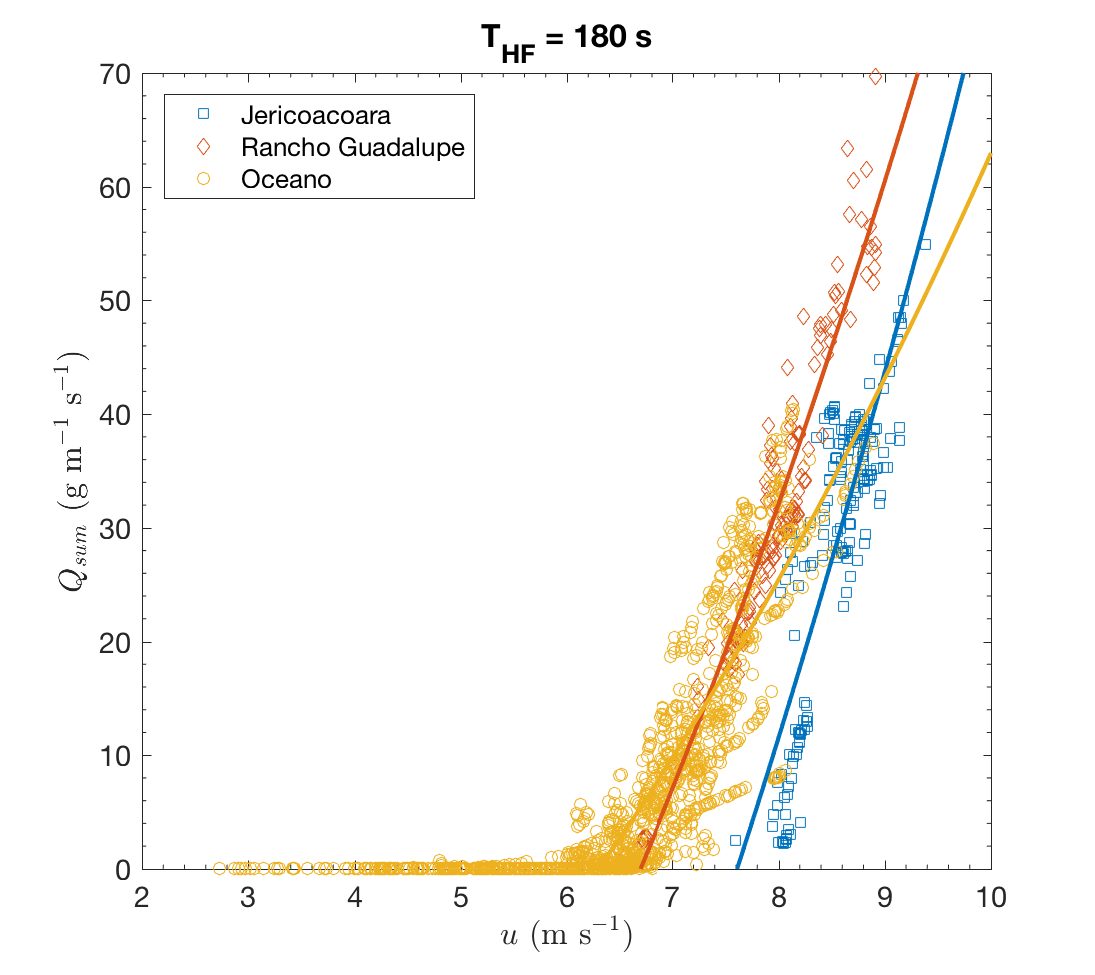 T_HF = 180 s
70
60
50
40
30
20
10
0
Jericoacoara
Rancho Guadalupe
Oceano
Q_sum (g m^−1 s^−1)
2 3 4 5 6 7 8 9 10
u (m s^−1)